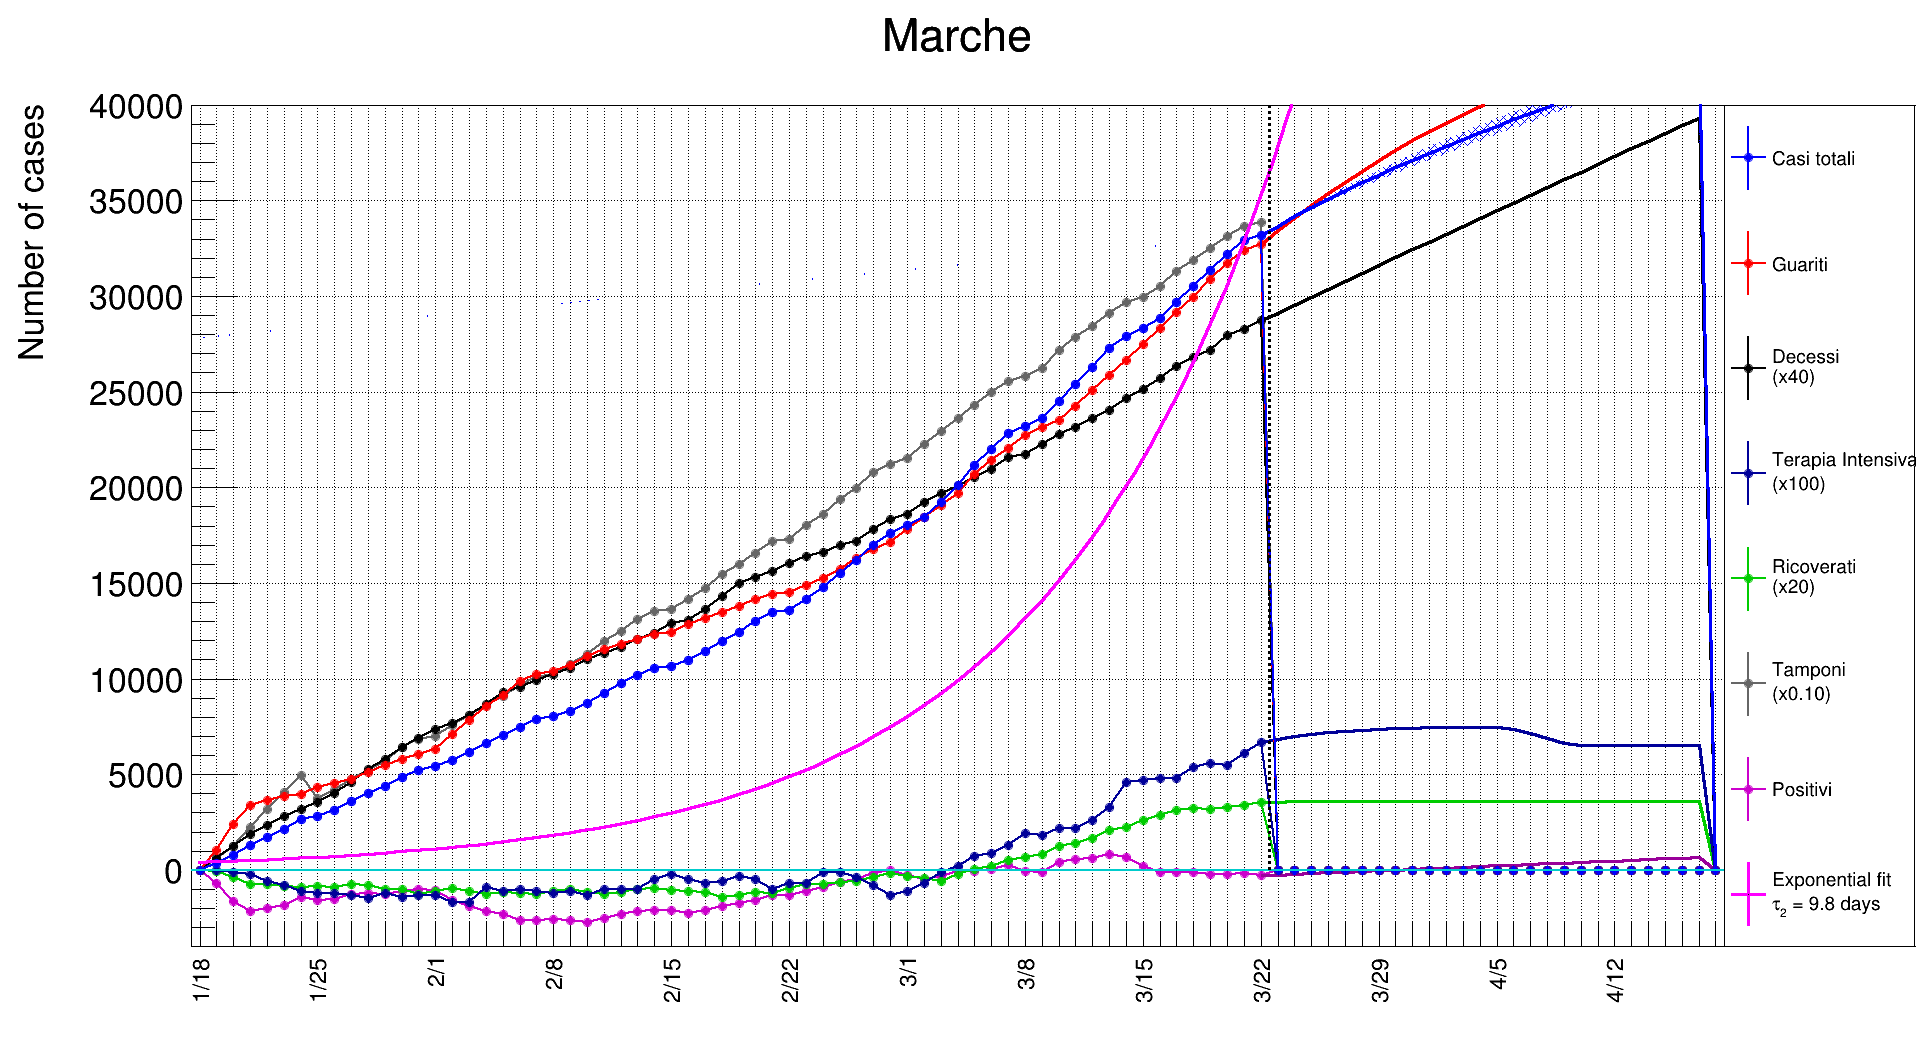 Marche
Number of cases
40000
35000
30000
25000
20000
15000
10000
5000
0
1/18
1/25
2/1
2/8
2/15
2/22
3/1
3/8
3/15
3/22
3/29
4/5
4/12
Casi totali
Guariti
Decessi
(x40)
Terapia Intensiva
(x100)
Ricoverati
(x20)
Tamponi
(x0.10)
Positivi
Exponential fit
τ2 = 9.8 days